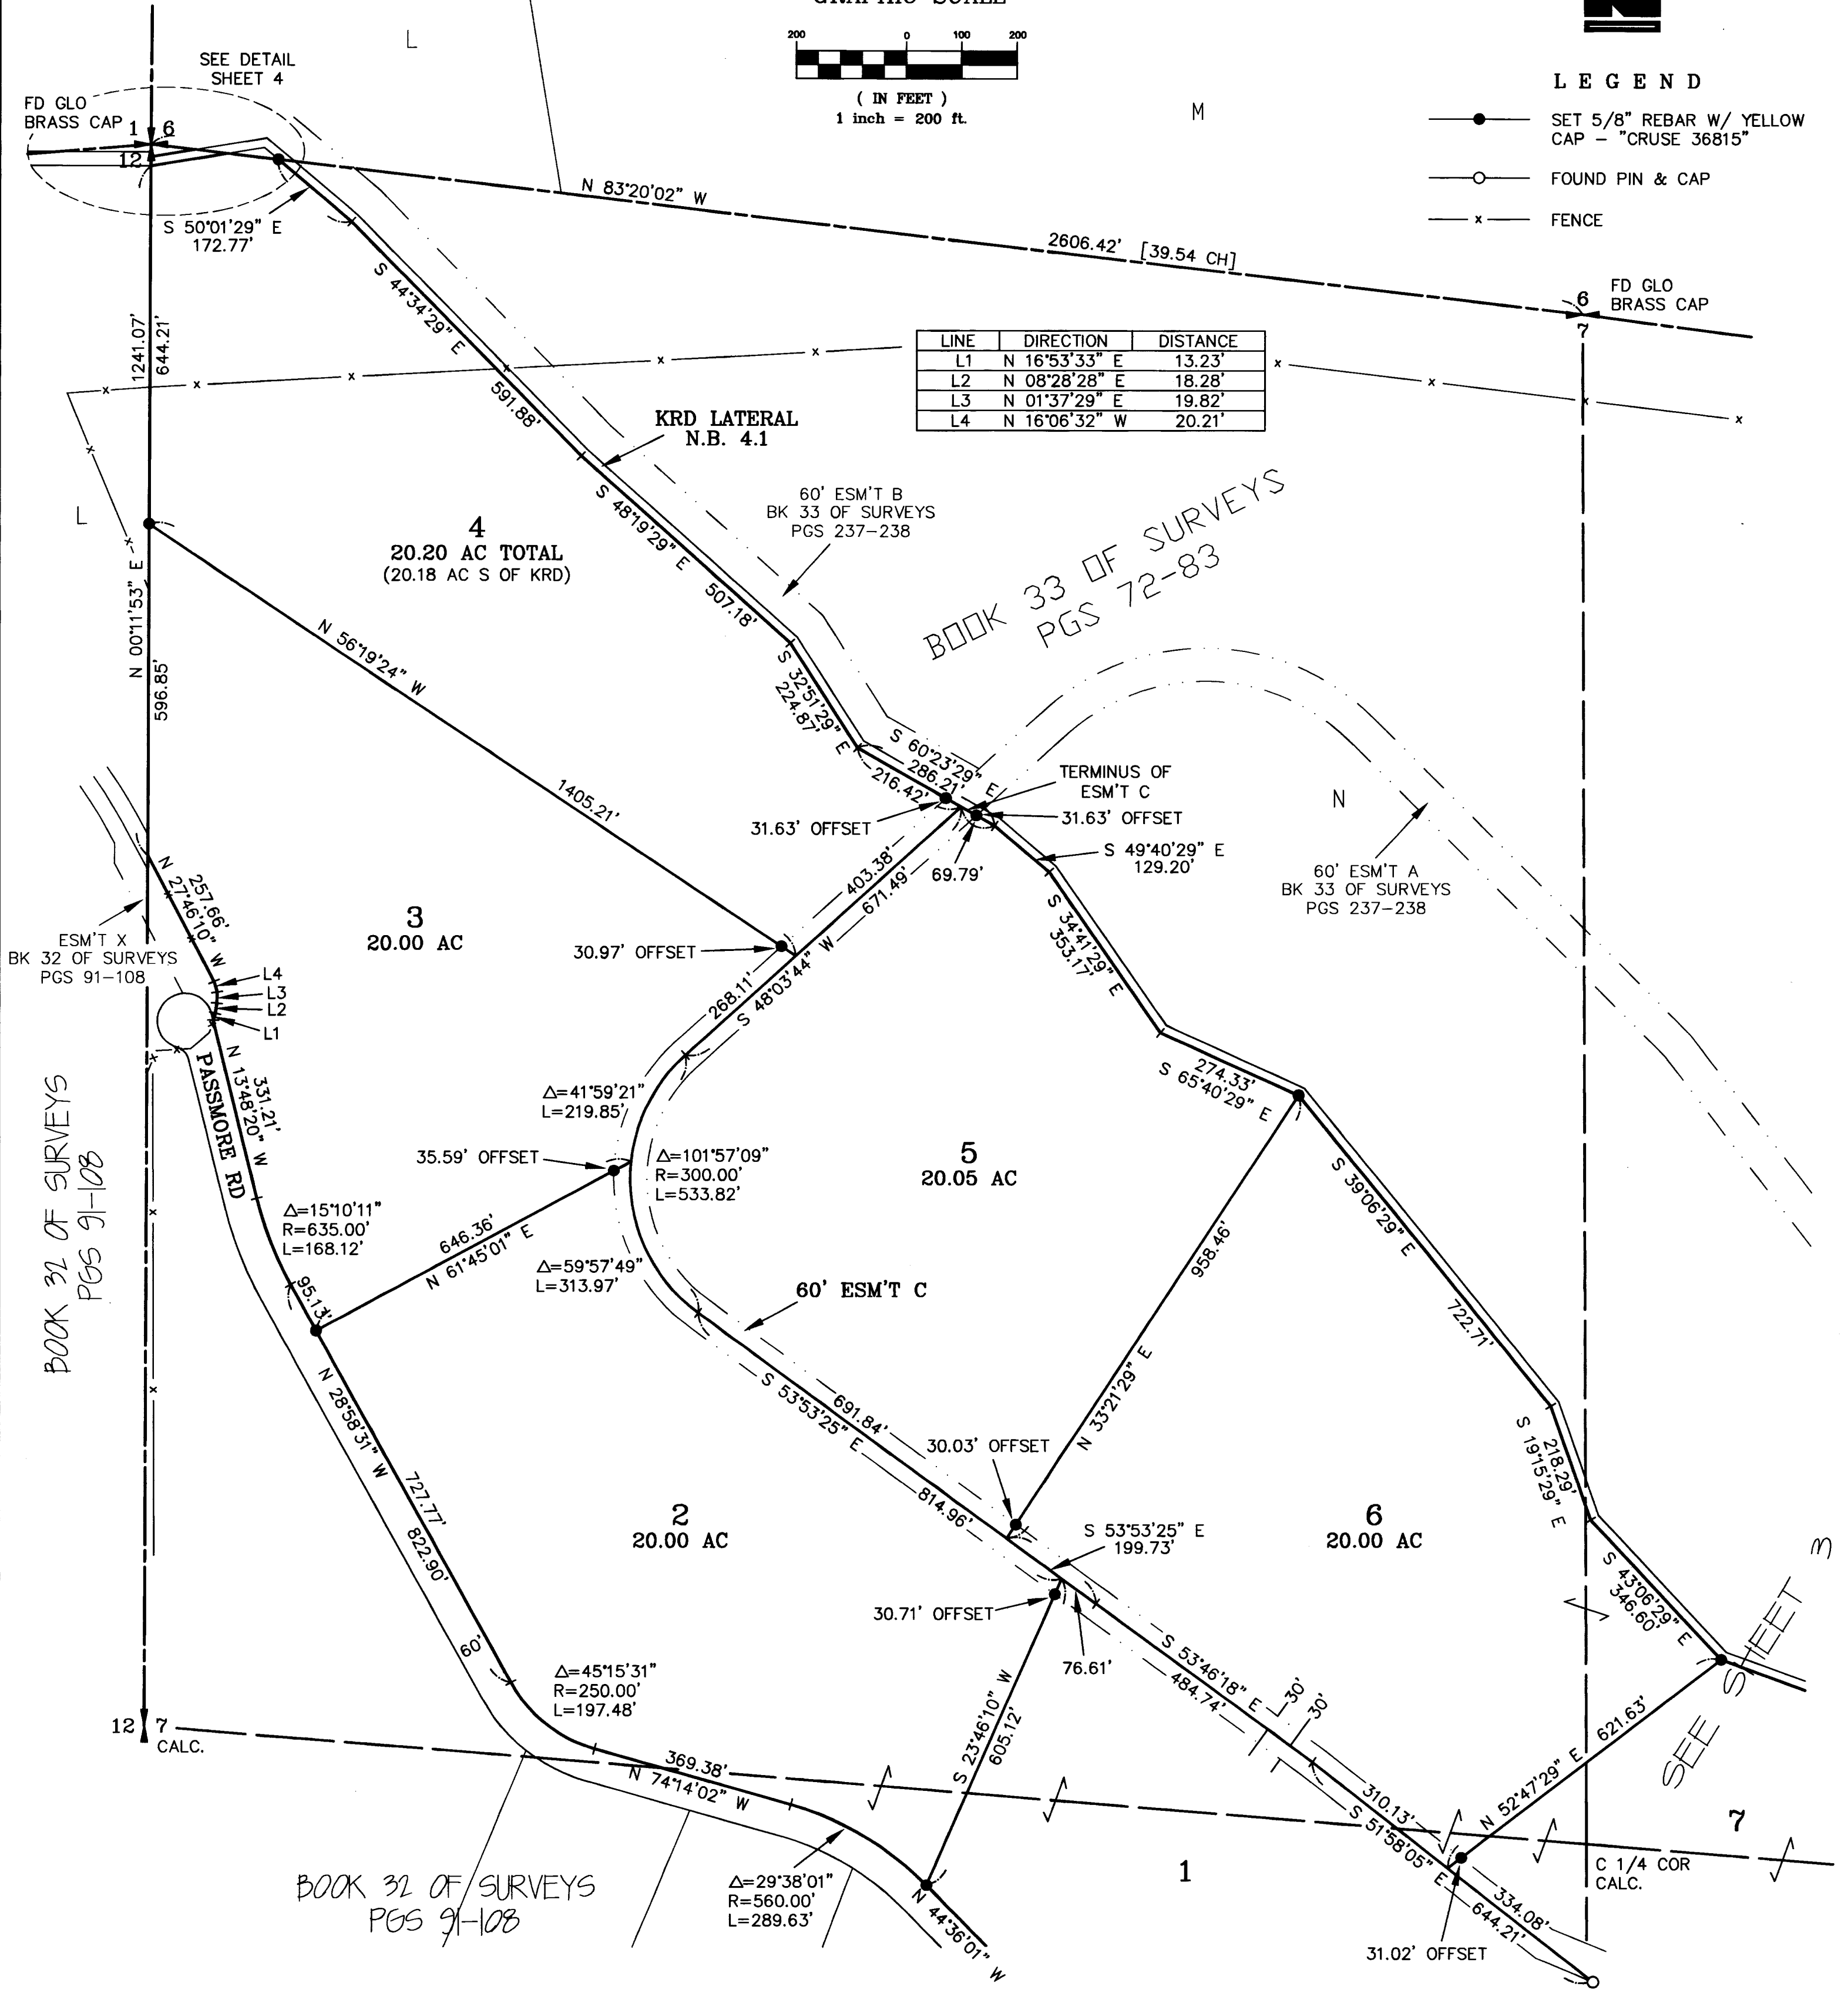 GRAPHIC SCALE
200 0 100 200
( IN FEET )
1 inch = 200 ft.
L E G E N D
SET 5/8" REBAR W/ YELLOW
CAP - "CRUSE 36815"
FOUND PIN & CAP
x FENCE
L
M
SEE DETAIL
SHEET 4
FD GLO
BRASS CAP
1 6
12
S 50°01'29" E
172.77'
N 83°20'02" W
2606.42' [39.54 CH]
6
7
FD GLO
BRASS CAP
1241.07'
644.21'
S 44°34'29" E
591.88'
LINE DIRECTION DISTANCE
L1 N 16°53'33" E 13.23'
L2 N 08°28'28" E 18.28'
L3 N 01°37'29" E 19.82'
L4 N 16°06'32" W 20.21'
KRD LATERAL
N.B. 4.1
60' ESM'T B
BK 33 OF SURVEYS
PGS 237-238
BOOK 33 OF SURVEYS
PGS 72-83
L
4
20.20 AC TOTAL
(20.18 AC S OF KRD)
S 48°19'29" E
507.18'
N 00°11'53" E
596.85'
N 56°19'24" W
1405.21'
S 32°51'29" E
224.87'
S 60°23'29" E
286.21'
216.42'
TERMINUS OF
ESM'T C
31.63' OFFSET
31.63' OFFSET
69.79'
S 49°40'29" E
129.20'
N
60' ESM'T A
BK 33 OF SURVEYS
PGS 237-238
403.38'
671.49'
S 34°41'29" E
353.17'
N 27°46'10" W
257.66'
ESM'T X
BK 32 OF SURVEYS
PGS 91-108
3
20.00 AC
30.97' OFFSET
L4
L3
L2
L1
268.11'
S 48°03'44" W
PASSMORE RD
N 13°48'20" W
331.21'
BOOK 32 OF SURVEYS
PGS 91-108
274.33'
S 65°40'29" E
Δ=41°59'21"
L=219.85'
35.59' OFFSET
Δ=101°57'09"
R=300.00'
L=533.82'
5
20.05 AC
S 39°06'29" E
722.71'
Δ=15°10'11"
R=635.00'
L=168.12'
646.36'
N 61°45'01" E
Δ=59°57'49"
L=313.97'
958.46'
N 33°21'29" E
95.13'
60' ESM'T C
N 28°58'31" W
727.77'
822.90'
691.84'
S 53°53'25" E
814.96'
30.03' OFFSET
218.29'
S 19°15'29" E
2
20.00 AC
S 53°53'25" E
199.73'
6
20.00 AC
S 43°06'29" E
346.60'
SEE SHEET 3
30.71' OFFSET
76.61'
60'
Δ=45°15'31"
R=250.00'
L=197.48'
S 53°46'18" E
484.74'
30'
30'
S 23°46'10" W
605.12'
N 52°47'29" E 621.63'
12 7
CALC.
369.38'
N 74°14'02" W
310.13'
S 51°58'05" E
644.21'
334.08'
7
C 1/4 COR
CALC.
1
BOOK 32 OF SURVEYS
PGS 91-108
Δ=29°38'01"
R=560.00'
L=289.63'
N 44°36'01" W
31.02' OFFSET